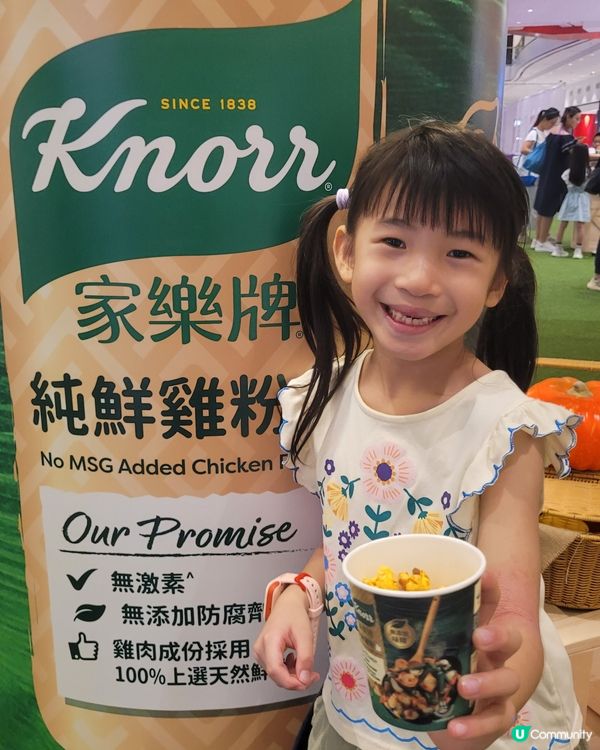 SINCE 1838
Knorr®
家樂牌®
純鮮雞粉
No MSG Added Chicken
Our Promise
無激素^
無添加防腐劑
雞肉成份採用
100%上選天然鮮
U Community